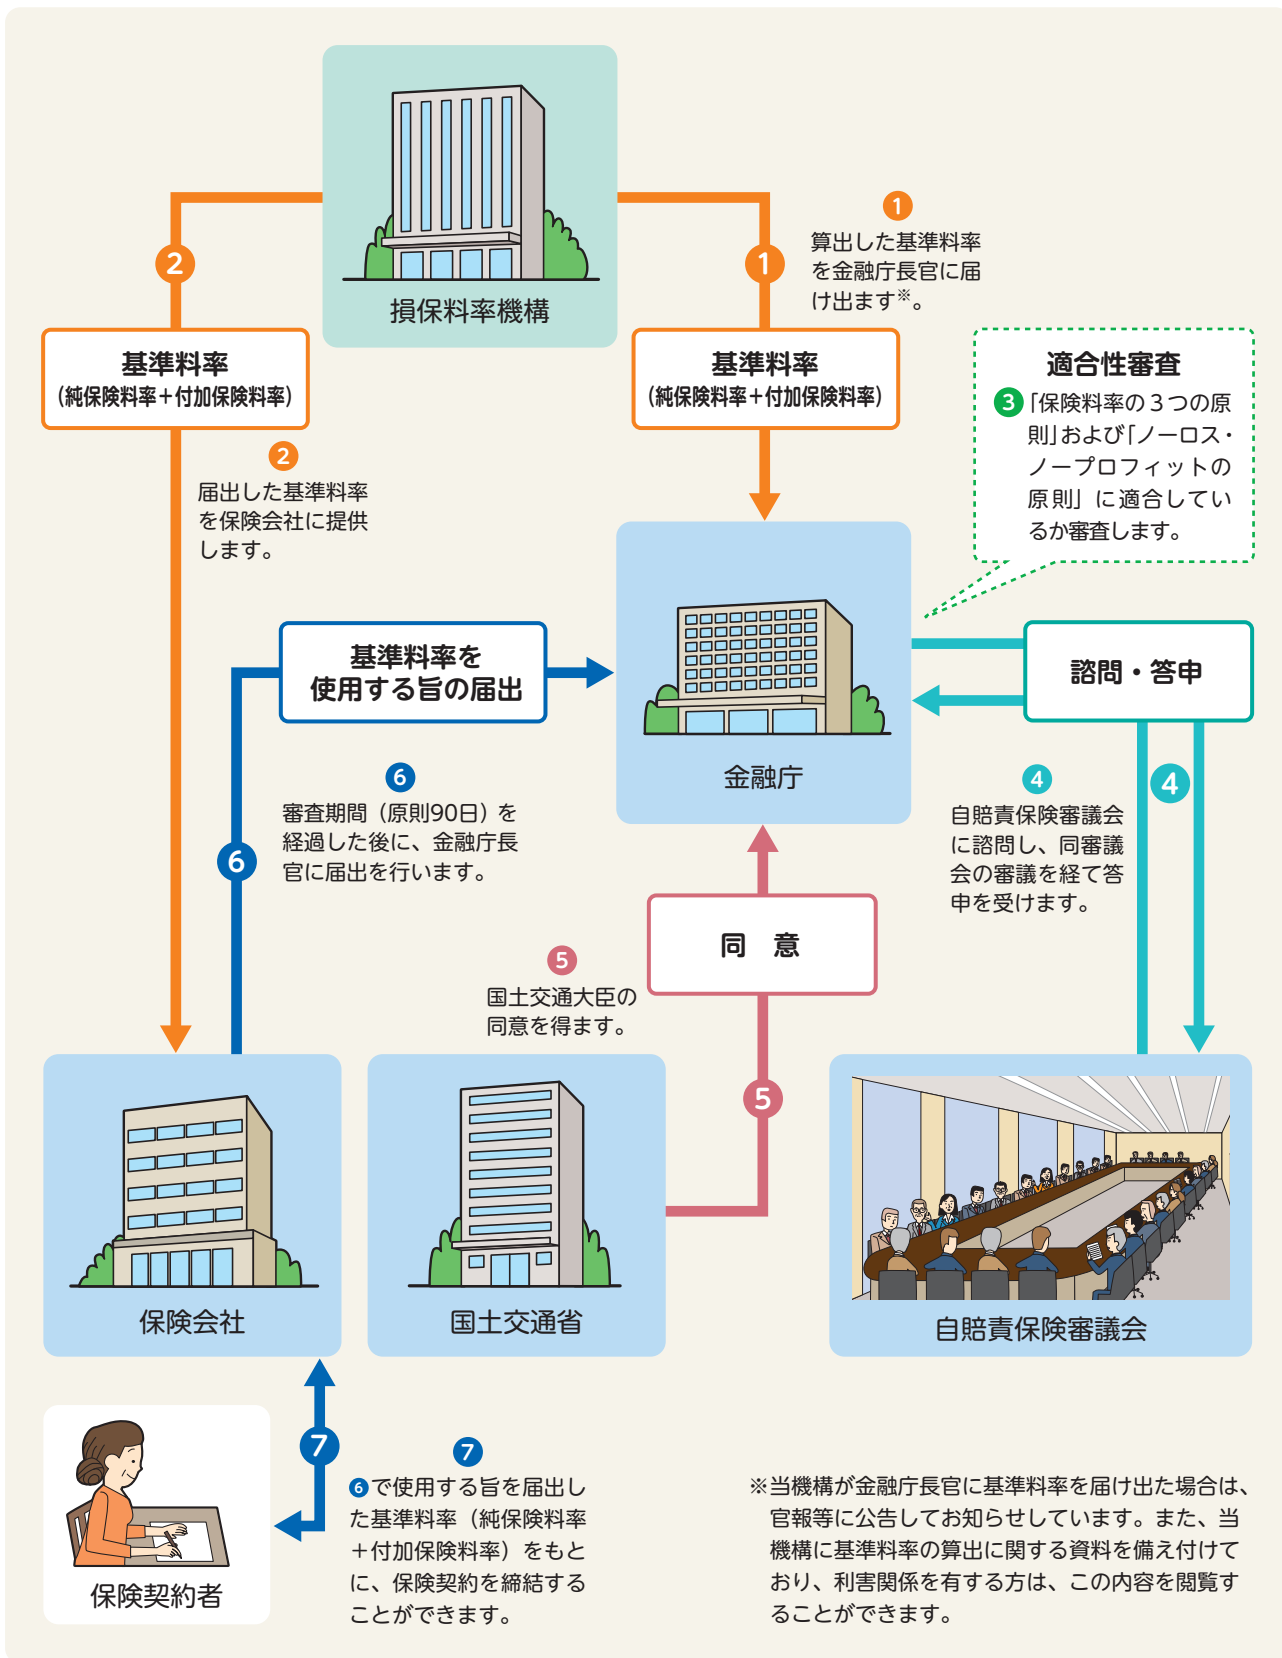 損保料率機構
1
1
算出した基準料率
を金融庁長官に届
け出ます※。
2
基準料率
(純保険料率＋付加保険料率)
基準料率
(純保険料率＋付加保険料率)
2
届出した基準料率
を保険会社に提供
します。
適合性審査
3「保険料率の３つの原
則」および「ノーロス・
ノープロフィットの
原則」に適合してい
るか審査します。
金融庁
基準料率を
使用する旨の届出
6
6
審査期間（原則90日）を
経過した後に、金融庁長
官に届出を行います。
諮問・答申
4
4
自賠責保険審議会
に諮問し、同審議
会の審議を経て答
申を受けます。
同　意
5
国土交通大臣の
同意を得ます。
5
保険会社
国土交通省
自賠責保険審議会
7
7
6で使用する旨を届出し
た基準料率（純保険料率
＋付加保険料率）をもと
に、保険契約を締結する
ことができます。
保険契約者
※当機構が金融庁長官に基準料率を届け出た場合は、
官報等に公告してお知らせしています。また、当
機構に基準料率の算出に関する資料を備え付けて
おり、利害関係を有する方は、この内容を閲覧す
ることができます。